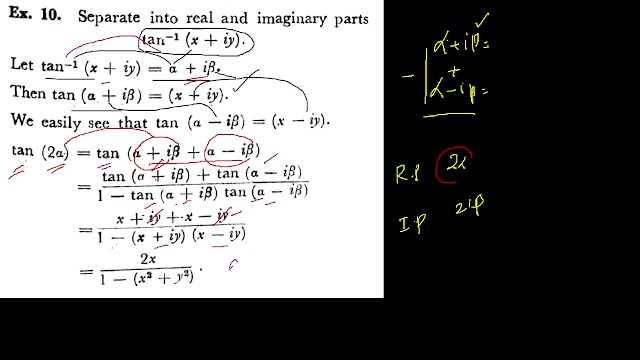 Ex. 10. Separate into real and imaginary parts
tan⁻¹ (x + iy).
Let tan⁻¹ (x + iy) = α + iβ.
Then tan (α + iβ) = (x + iy).
We easily see that tan (α − iβ) = (x − iy).
tan (2α) = tan (α + iβ + α − iβ)
= tan (α + iβ) + tan (α − iβ) / 1 − tan (α + iβ) tan (α − iβ)
= x + iy + x − iy / 1 − (x + iy) (x − iy)
= 2x / 1 − (x² + y²) .
α + iβ =
− +
α − iβ =
R.P 2α
I.P 2iβ